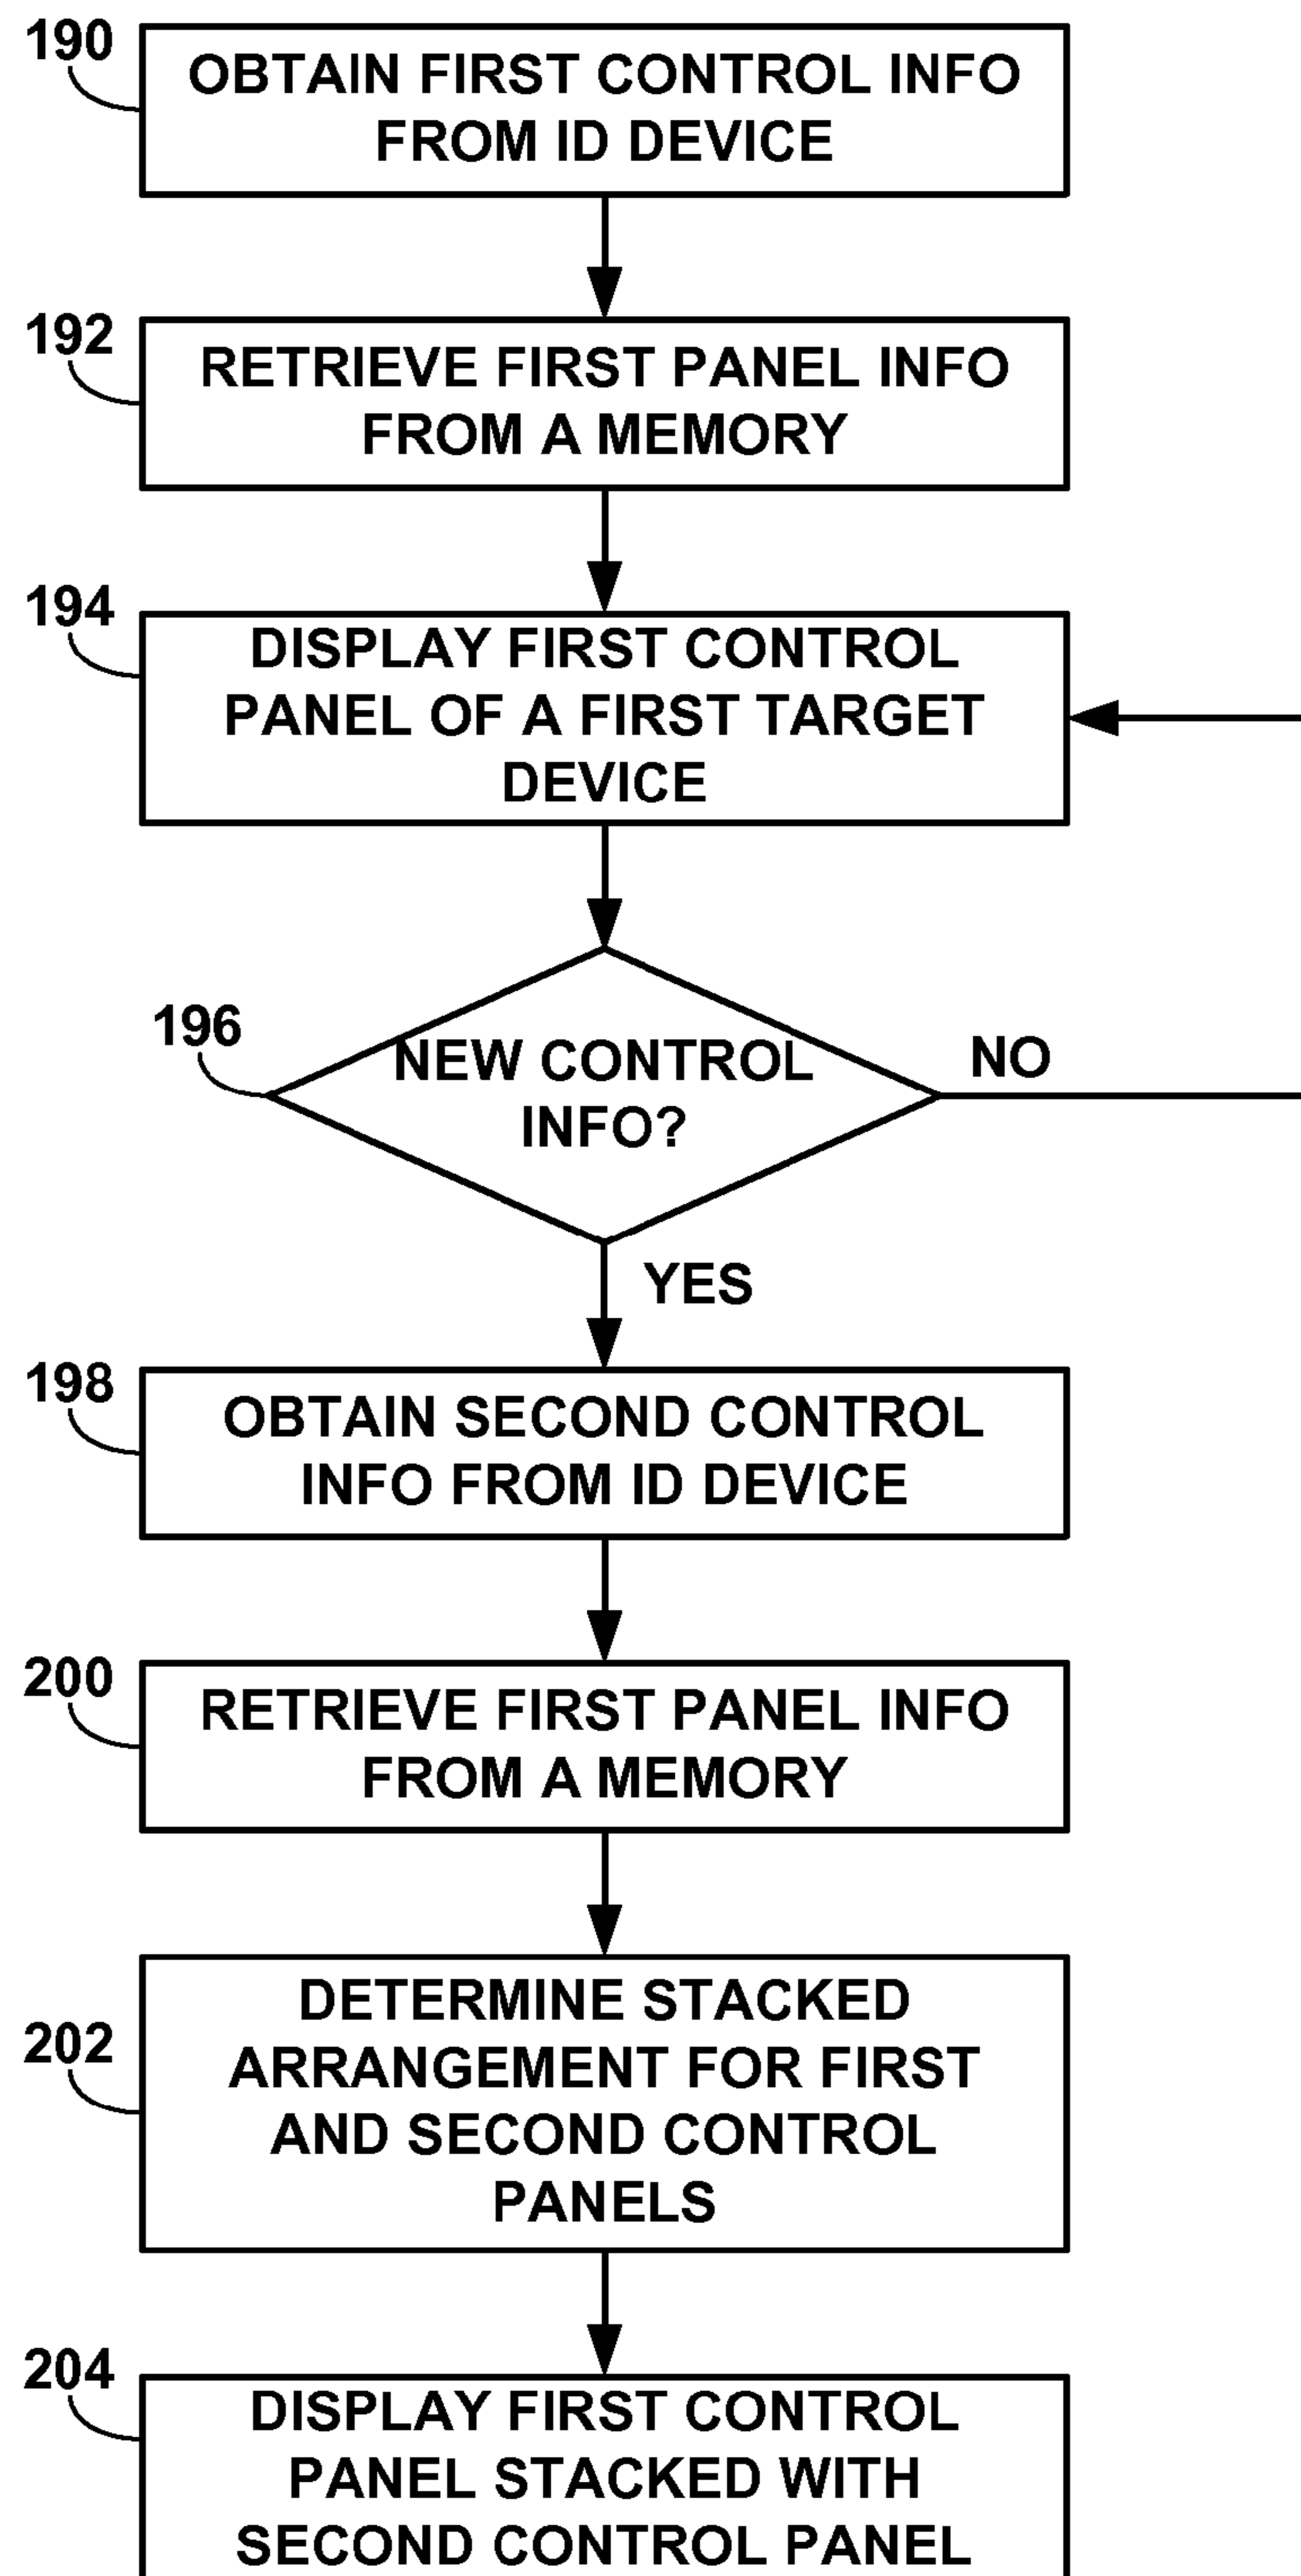 190
OBTAIN FIRST CONTROL INFO
FROM ID DEVICE
192
RETRIEVE FIRST PANEL INFO
FROM A MEMORY
194
DISPLAY FIRST CONTROL
PANEL OF A FIRST TARGET
DEVICE
196
NEW CONTROL
INFO?
NO
YES
198
OBTAIN SECOND CONTROL
INFO FROM ID DEVICE
200
RETRIEVE FIRST PANEL INFO
FROM A MEMORY
202
DETERMINE STACKED
ARRANGEMENT FOR FIRST
AND SECOND CONTROL
PANELS
204
DISPLAY FIRST CONTROL
PANEL STACKED WITH
SECOND CONTROL PANEL